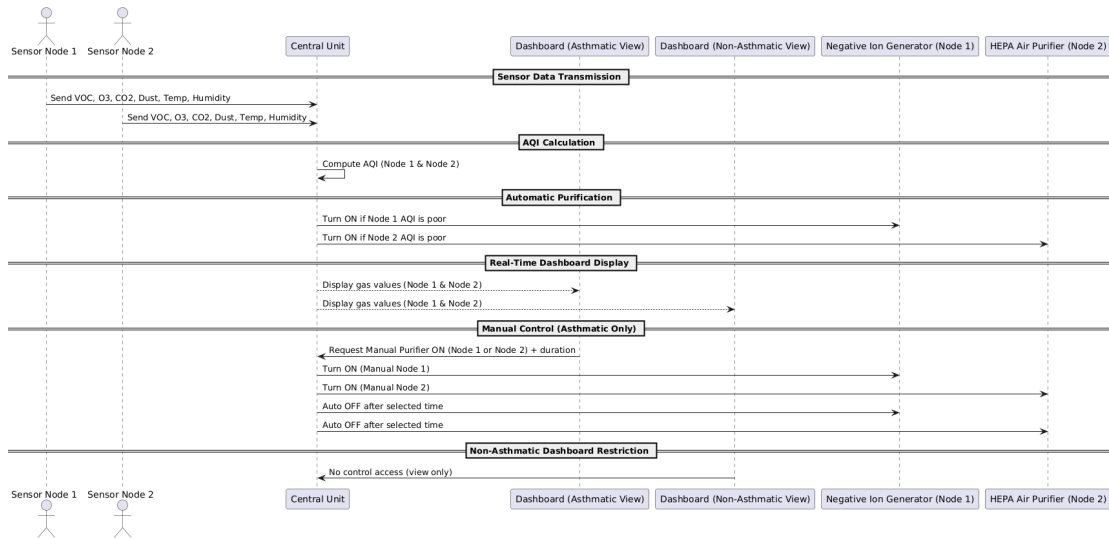 Sensor Node 1
Sensor Node 2
Central Unit
Dashboard (Asthmatic View)
Dashboard (Non-Asthmatic View)
Negative Ion Generator (Node 1)
HEPA Air Purifier (Node 2)
Sensor Data Transmission
Send VOC, O3, CO2, Dust, Temp, Humidity
Send VOC, O3, CO2, Dust, Temp, Humidity
AQI Calculation
Compute AQI (Node 1 & Node 2)
Automatic Purification
Turn ON if Node 1 AQI is poor
Turn ON if Node 2 AQI is poor
Real-Time Dashboard Display
Display gas values (Node 1 & Node 2)
Display gas values (Node 1 & Node 2)
Manual Control (Asthmatic Only)
Request Manual Purifier ON (Node 1 or Node 2) + duration
Turn ON (Manual Node 1)
Turn ON (Manual Node 2)
Auto OFF after selected time
Auto OFF after selected time
Non-Asthmatic Dashboard Restriction
No control access (view only)
Sensor Node 1
Sensor Node 2
Central Unit
Dashboard (Asthmatic View)
Dashboard (Non-Asthmatic View)
Negative Ion Generator (Node 1)
HEPA Air Purifier (Node 2)